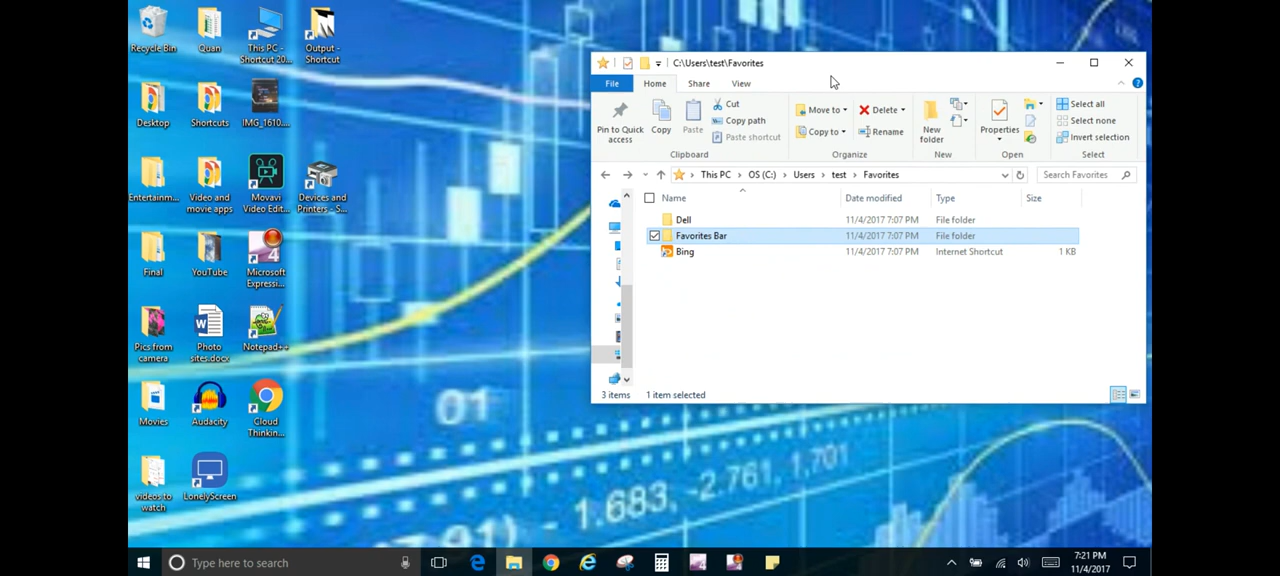 Recycle Bin
Quan
This PC -
Shortcut 20...
Output -
Shortcut
Desktop
Shortcuts
IMG_1610....
Entertainm...
Video and
movie apps
Movavi
Video Edit...
Devices and
Printers - S...
Final
YouTube
Microsoft
Expressi...
Pics from
camera
Photo
sites.docx
Notepad++
Movies
Audacity
Cloud
Thinkin...
videos to
watch
LonelyScreen
C:\Users\test\Favorites
File
Home
Share
View
Pin to Quick
access
Copy
Paste
Cut
Copy path
Paste shortcut
Clipboard
Move to
Copy to
Delete
Rename
Organize
New
folder
New
Properties
Open
Select all
Select none
Invert selection
Select
This PC > OS (C:) > Users > test > Favorites
Search Favorites
Name Date modified Type Size
Dell 11/4/2017 7:07 PM File folder
Favorites Bar 11/4/2017 7:07 PM File folder
Bing 11/4/2017 7:07 PM Internet Shortcut 1 KB
3 items 1 item selected
01
- 1.683, -2.761, 1,701
Type here to search
7:21 PM
11/4/2017